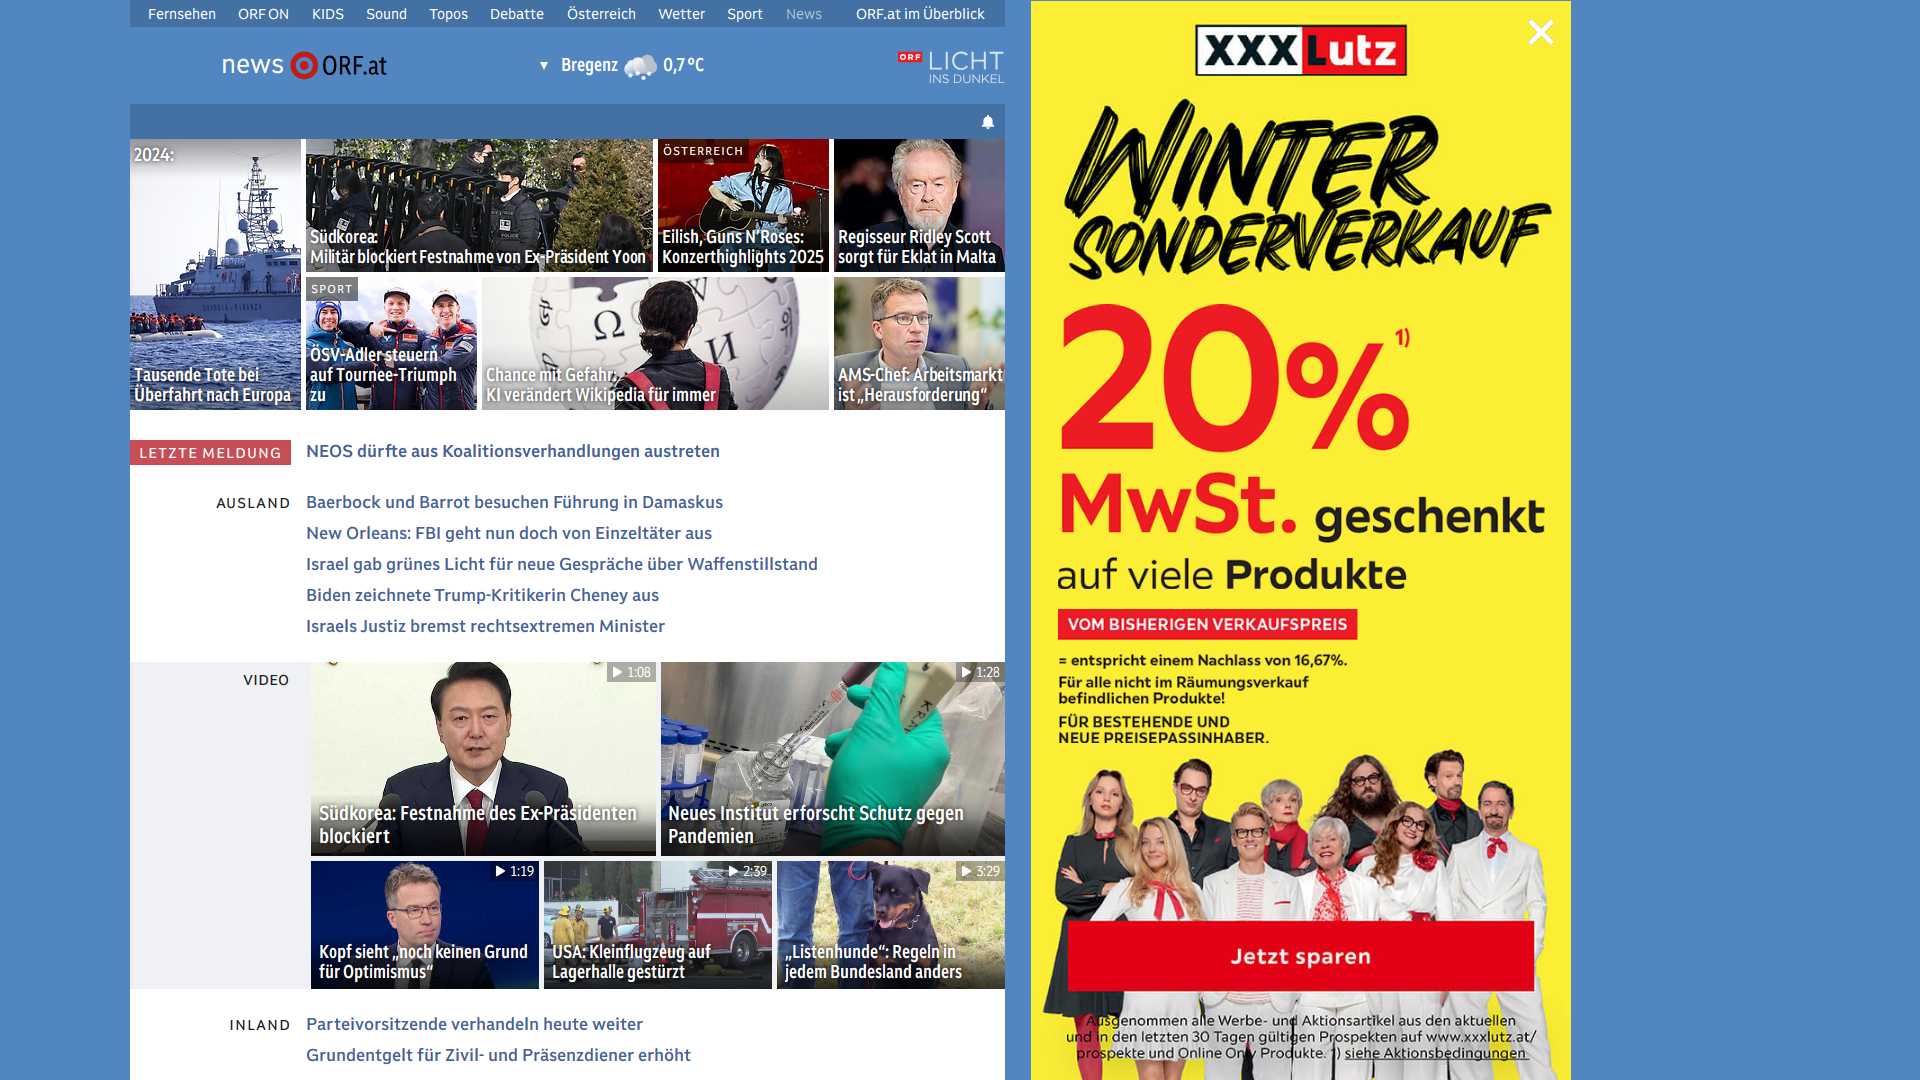 Fernsehen ORF ON KIDS Sound Topos Debatte Österreich Wetter Sport News ORF.at im Überblick
news ORF.at
Bregenz 0,7 °C
ORF LICHT
INS DUNKEL
2024:
Tausende Tote bei
Überfahrt nach Europa
Südkorea:
Militär blockiert Festnahme von Ex-Präsident Yoon
ÖSTERREICH
Eilish, Guns N’Roses:
Konzerthighlights 2025
Regisseur Ridley Scott
sorgt für Eklat in Malta
SPORT
ÖSV-Adler steuern
auf Tournee-Triumph
zu
Chance mit Gefahr:
KI verändert Wikipedia für immer
AMS-Chef: Arbeitsmarkt
ist „Herausforderung“
LETZTE MELDUNG
NEOS dürfte aus Koalitionsverhandlungen austreten
AUSLAND
Baerbock und Barrot besuchen Führung in Damaskus
New Orleans: FBI geht nun doch von Einzeltäter aus
Israel gab grünes Licht für neue Gespräche über Waffenstillstand
Biden zeichnete Trump-Kritikerin Cheney aus
Israels Justiz bremst rechtsextremen Minister
VIDEO
1:08
Südkorea: Festnahme des Ex-Präsidenten
blockiert
1:28
Neues Institut erforscht Schutz gegen
Pandemien
1:19
Kopf sieht „noch keinen Grund
für Optimismus“
2:39
USA: Kleinflugzeug auf
Lagerhalle gestürzt
3:29
„Listenhunde“: Regeln in
jedem Bundesland anders
INLAND
Parteivorsitzende verhandeln heute weiter
Grundentgelt für Zivil- und Präsenzdiener erhöht
XXXLutz
WINTER
SONDERVERKAUF
20% 1)
MwSt. geschenkt
auf viele Produkte
VOM BISHERIGEN VERKAUFSPREIS
= entspricht einem Nachlass von 16,67%.
Für alle nicht im Räumungsverkauf
befindlichen Produkte!
FÜR BESTEHENDE UND
NEUE PREISEPASSINHABER.
Jetzt sparen
Ausgenommen alle Werbe- und Aktionsartikel aus den aktuellen
und in den letzten 30 Tagen gültigen Prospekten auf www.xxxlutz.at/
prospekte und Online Only Produkte. 1) siehe Aktionsbedingungen